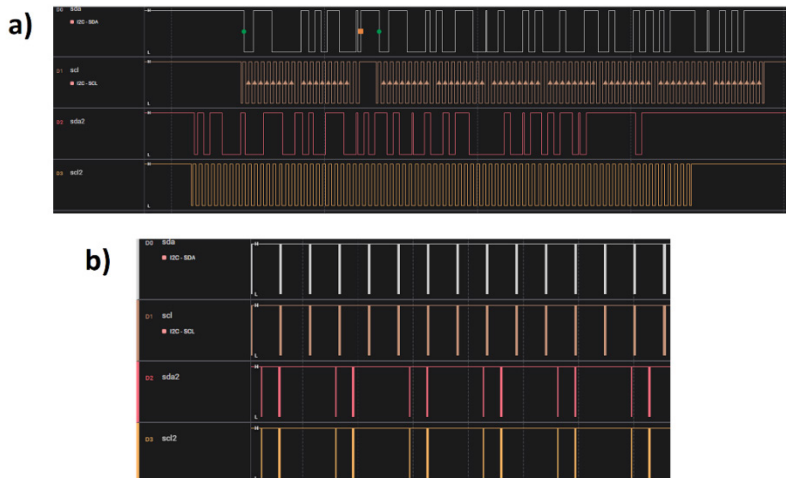 a)
D0 sda
I2C - SDA
H
L
D1 scl
I2C - SCL
H
L
D2 sda2
H
L
D3 scl2
H
L
b)
D0 sda
I2C - SDA
H
L
D1 scl
I2C - SCL
H
L
D2 sda2
H
L
D3 scl2
H
L